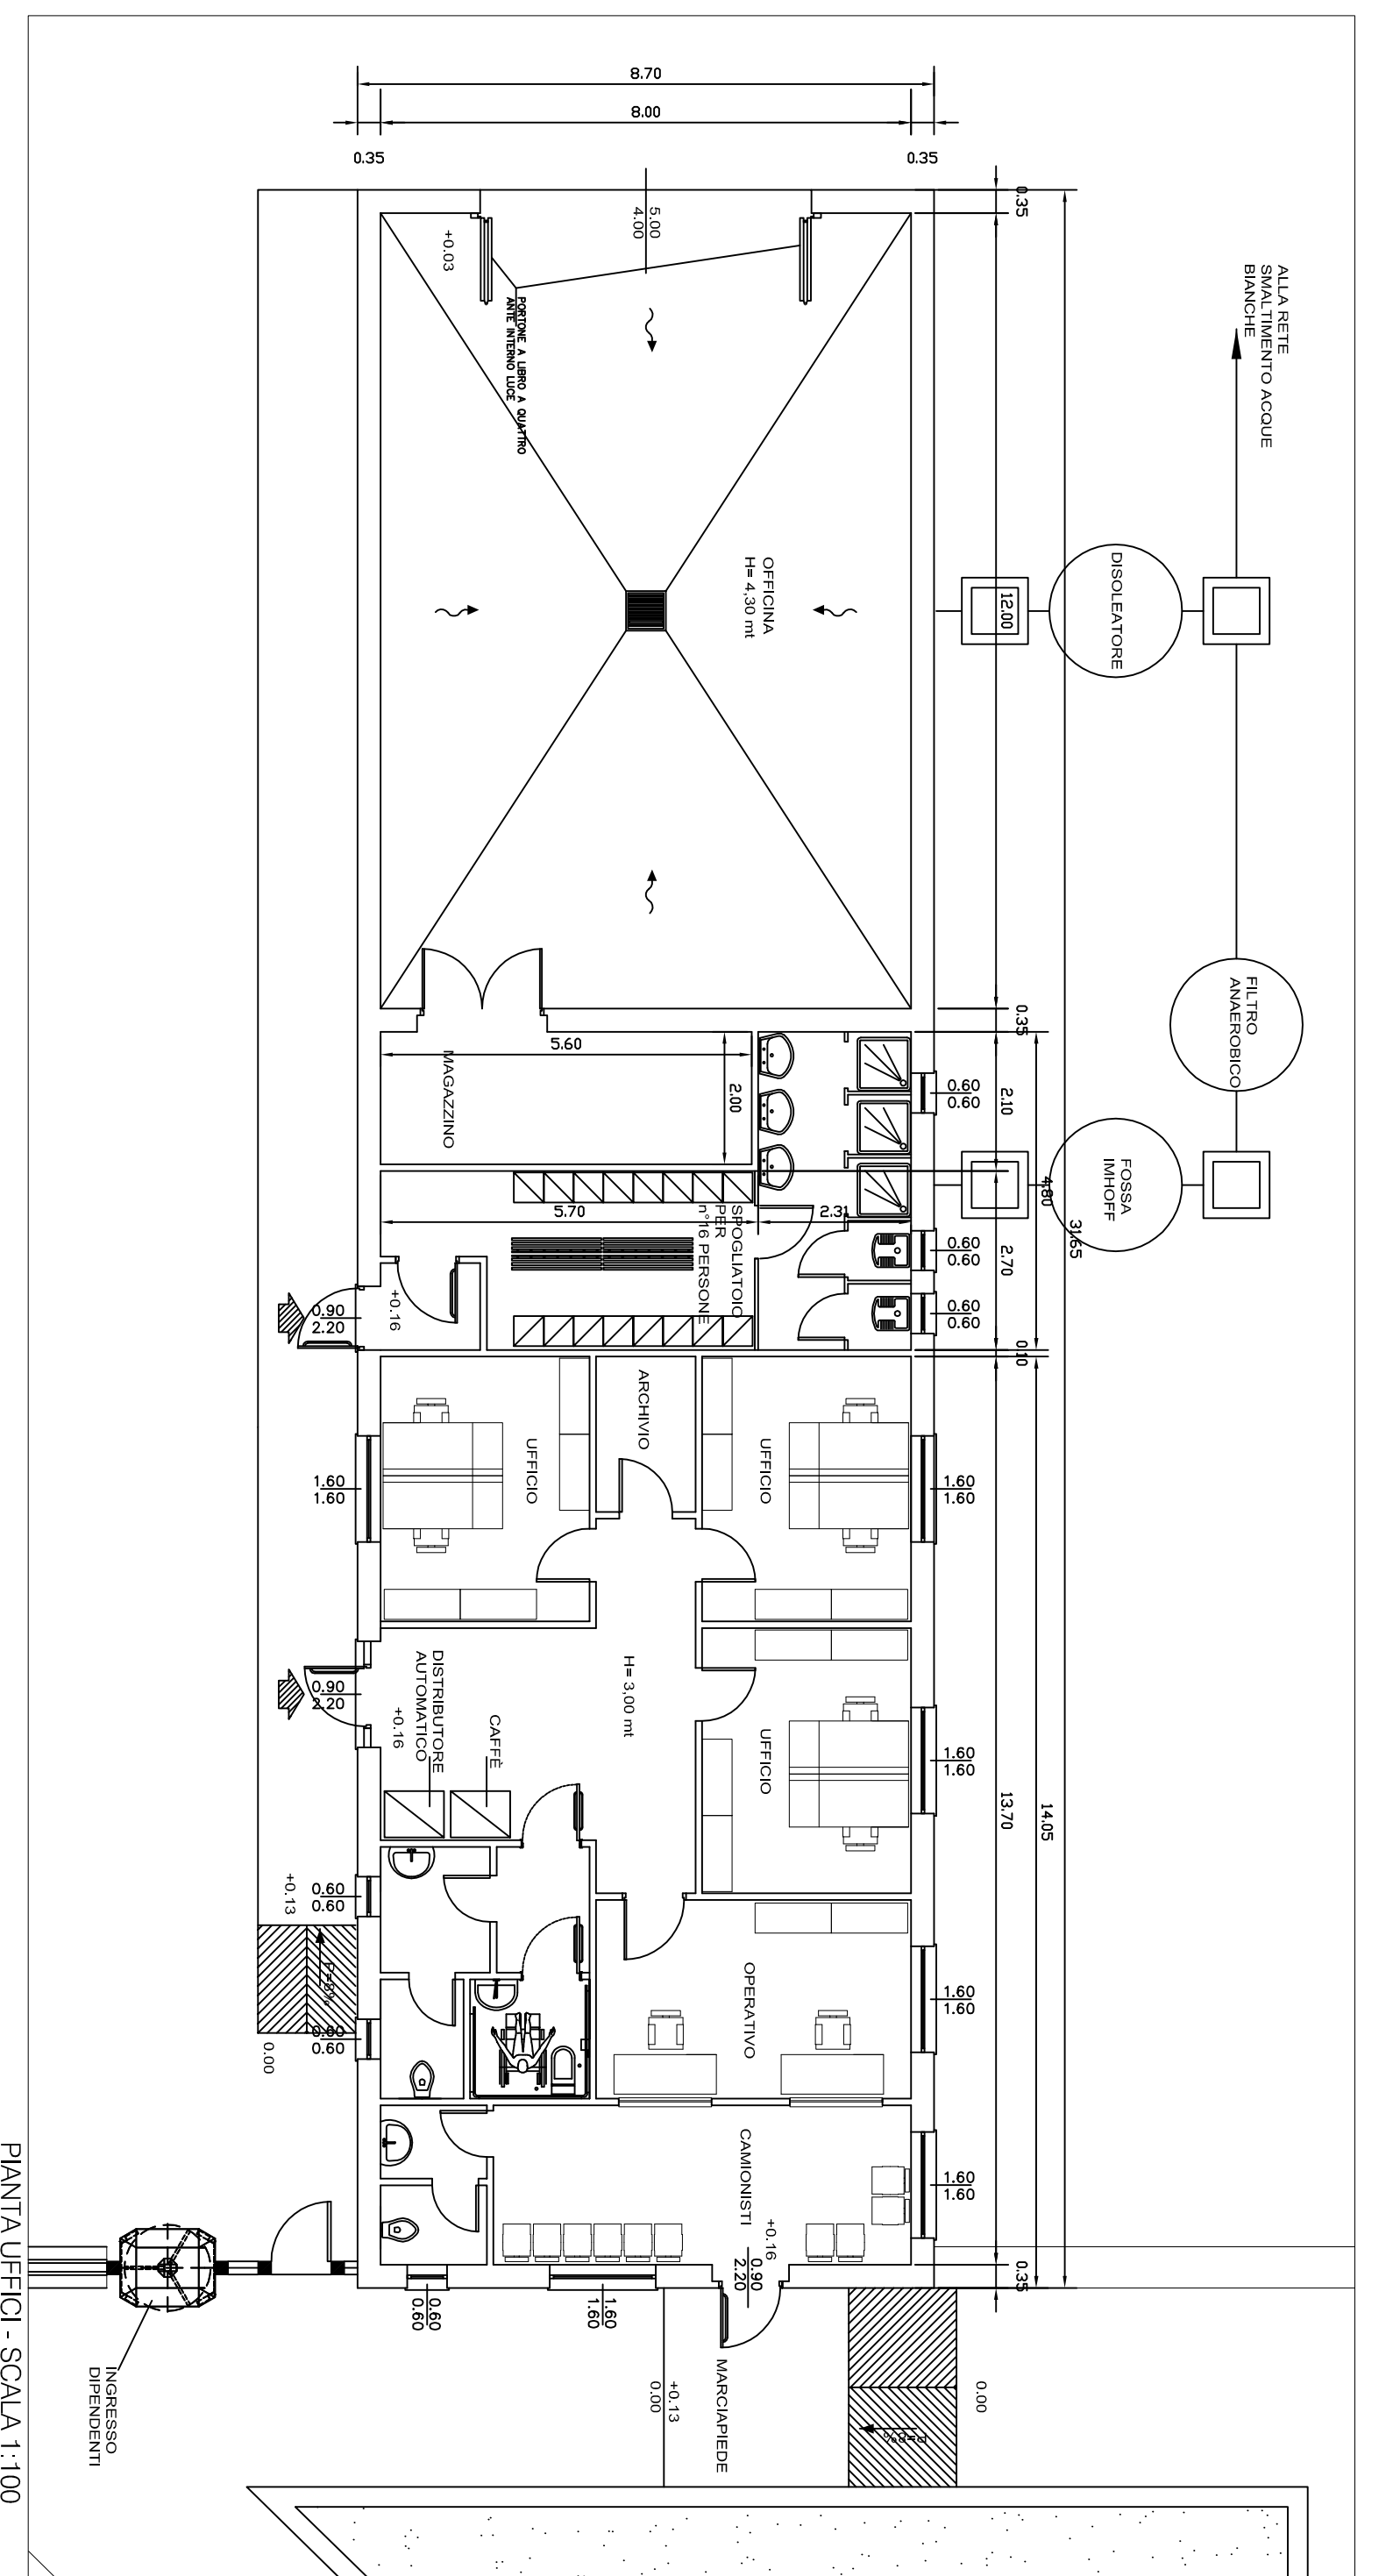 8.70
8.00
0.35
0.35
0.35
5.00
4.00
+0.03
PORTONE A LIBRO A QUATTRO
ANTE INTERNO LUCE
ALLA RETE
SMALTIMENTO ACQUE
BIANCHE
OFFICINA
H= 4,30 mt
12.00
DISOLEATORE
FILTRO
ANAEROBICO
FOSSA
IMHOFF
0.35
5.60
2.00
MAGAZZINO
0.60
0.60
2.10
4.80
31.65
5.70
2.31
SPOGLIATOIO
PER
n°16 PERSONE
0.60
0.60
2.70
0.60
0.60
+0.16
0.90
2.20
0.10
ARCHIVIO
UFFICIO
UFFICIO
1.60
1.60
1.60
1.60
H= 3,00 mt
DISTRIBUTORE
AUTOMATICO
CAFFÈ
+0.16
0.90
2.20
UFFICIO
1.60
1.60
13.70
14.05
+0.13
0.60
0.60
P=8%
0.60
0.60
0.00
OPERATIVO
1.60
1.60
CAMIONISTI
+0.16
0.90
2.20
1.60
1.60
0.35
0.60
0.60
1.60
1.60
MARCIAPIEDE
+0.13
0.00
0.00
P=8%
INGRESSO
DIPENDENTI
PIANTA UFFICI - SCALA 1:100